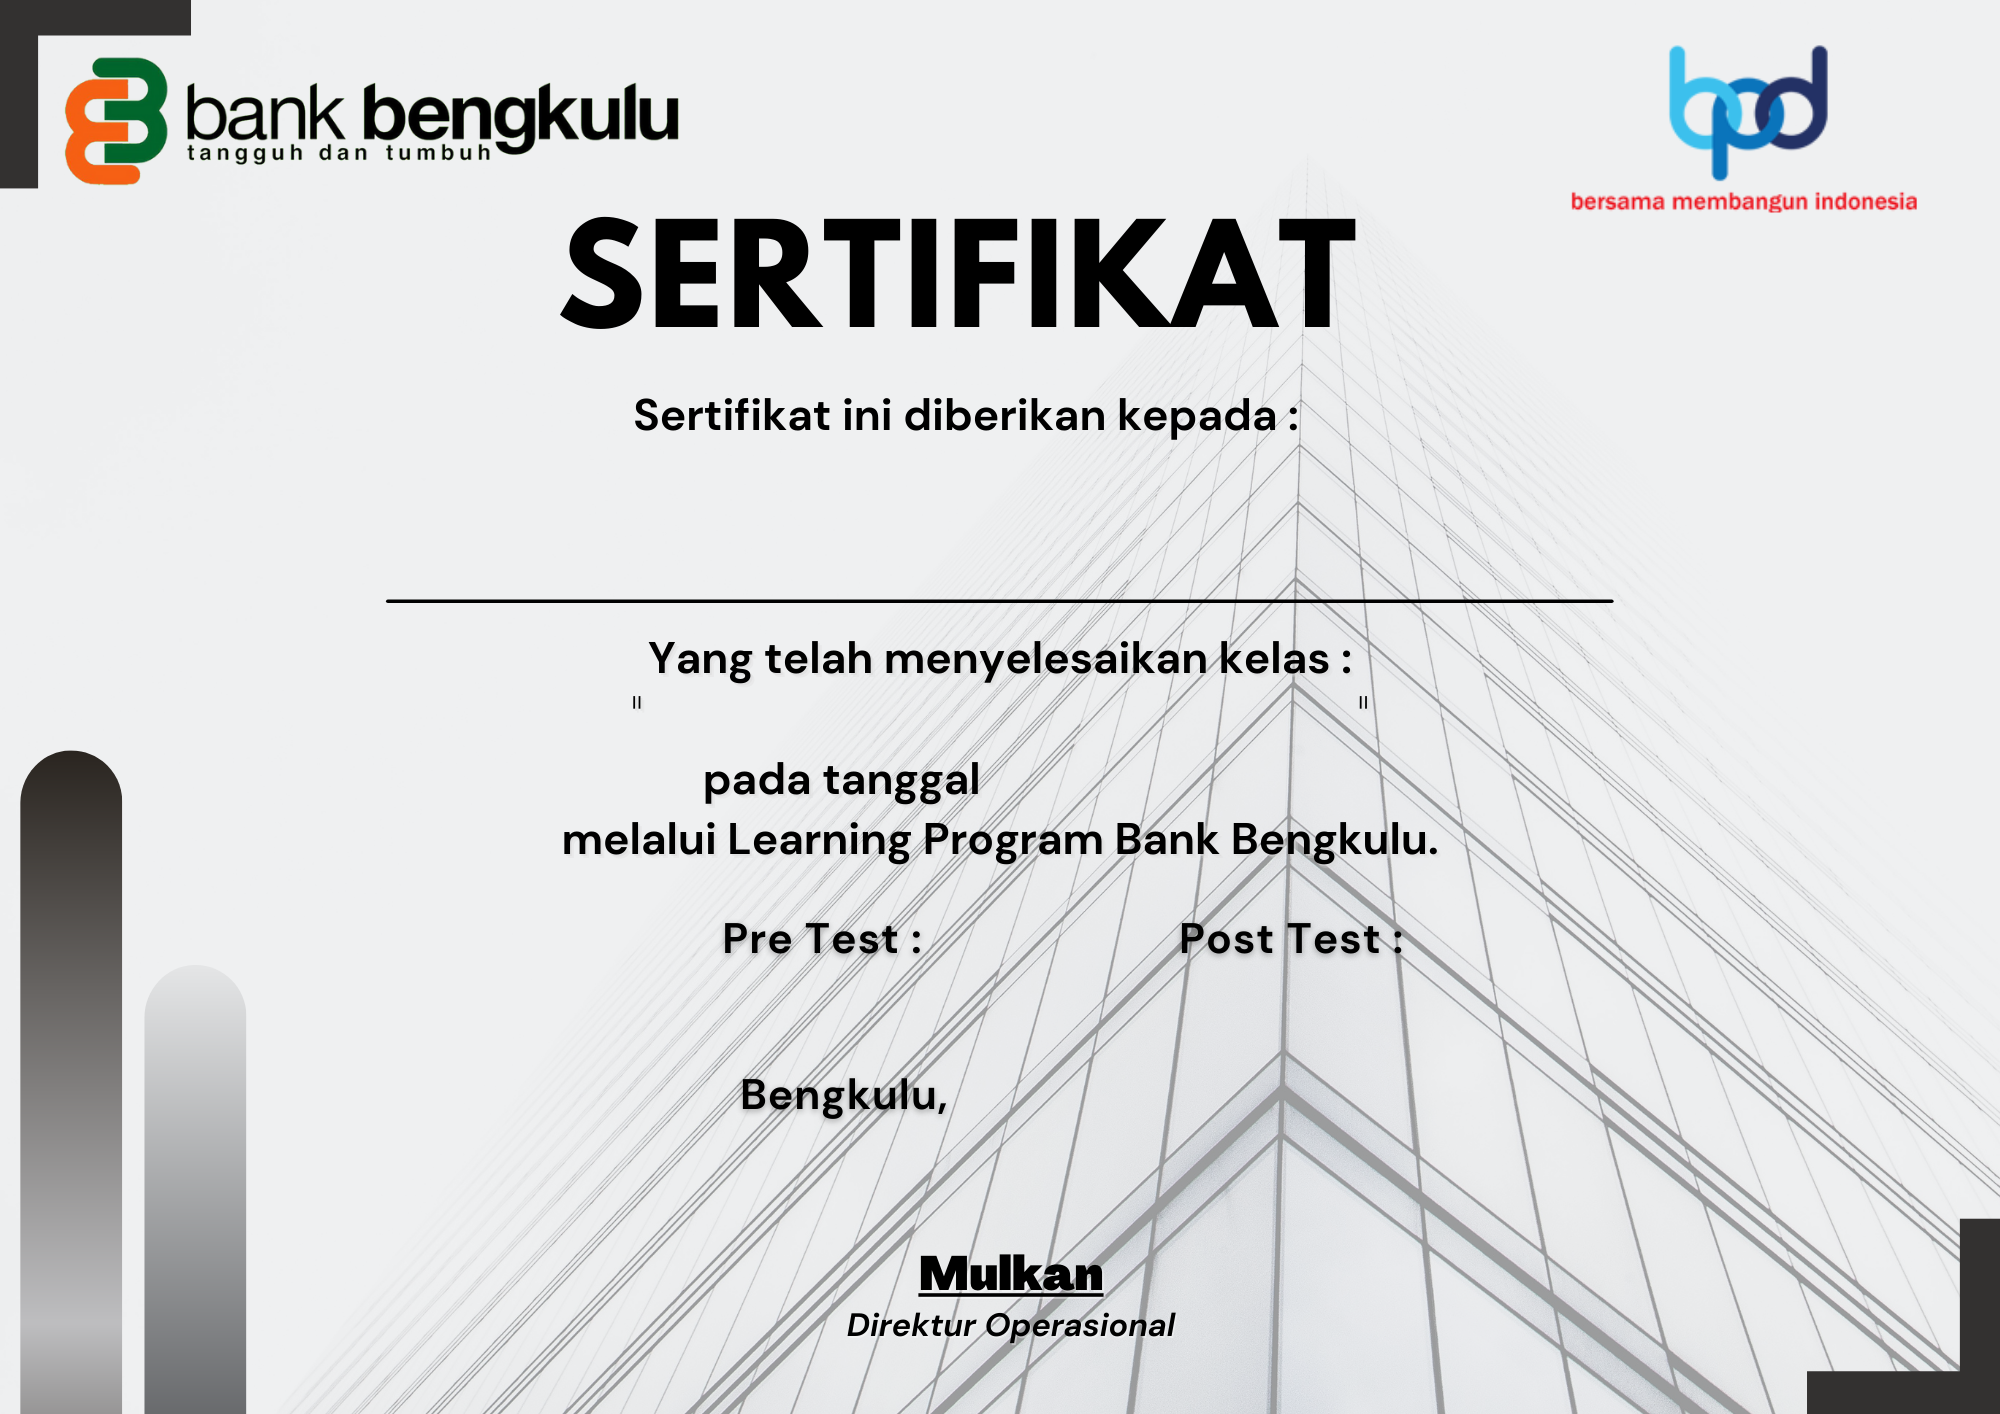 bank bengkulu
tangguh dan tumbuh
bpd
bersama membangun indonesia
SERTIFIKAT
Sertifikat ini diberikan kepada :
Yang telah menyelesaikan kelas :
" "
pada tanggal
melalui Learning Program Bank Bengkulu.
Pre Test : Post Test :
Bengkulu,
Mulkan
Direktur Operasional